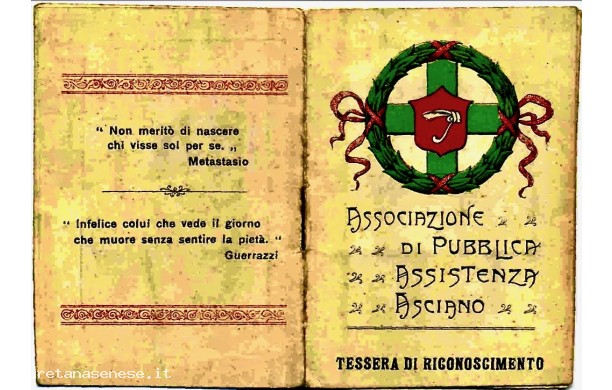 “ Non meritò di nascere
chi visse sol per se. „
Metastasio
“ Infelice colui che vede il giorno
che muore senza sentire la pietà. “
Guerrazzi
ASSOCIAZIONE
DI PUBBLICA
ASSISTENZA
ASCIANO
TESSERA DI RICONOSCIMENTO
retanasenese.it